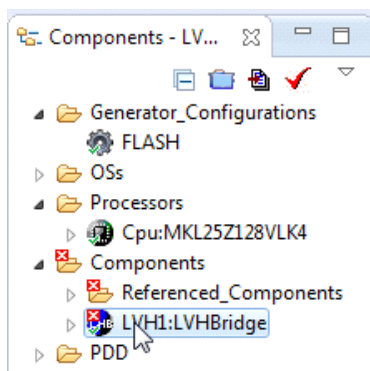 Components - LV...
Generator_Configurations
FLASH
OSs
Processors
Cpu:MKL25Z128VLK4
Components
Referenced_Components
LVH1:LVHBridge
PDD